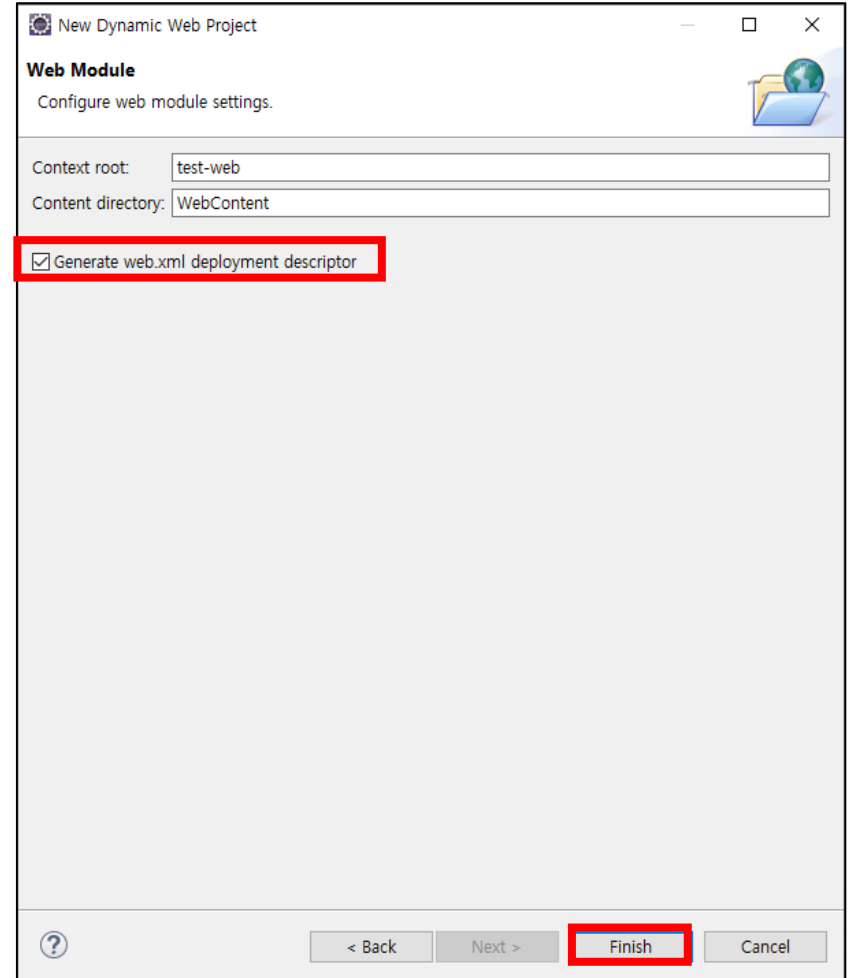 New Dynamic Web Project
Web Module
Configure web module settings.
Context root: test-web
Content directory: WebContent
Generate web.xml deployment descriptor
? < Back Next > Finish Cancel